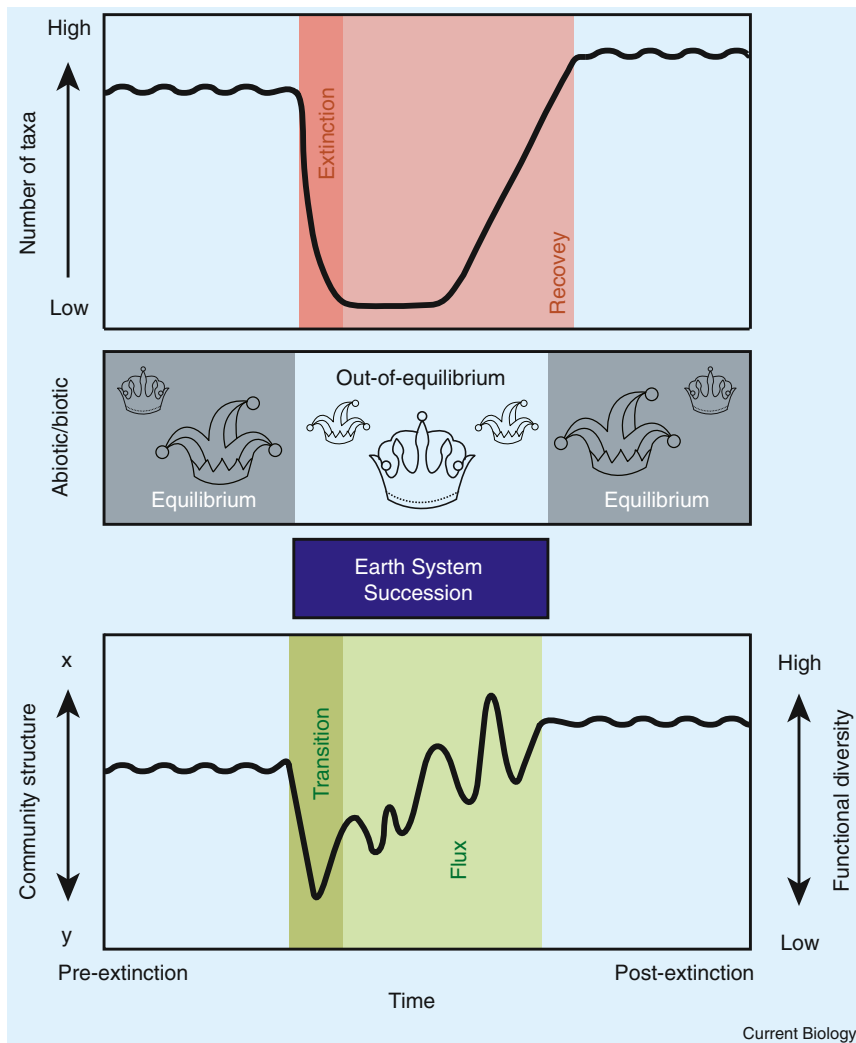 High
Number of taxa
Low
Extinction
Recovey
Abiotic/biotic
Out-of-equilibrium
Equilibrium
Equilibrium
Earth System
Succession
x
Community structure
y
Transition
Flux
High
Functional diversity
Low
Pre-extinction
Post-extinction
Time
Current Biology